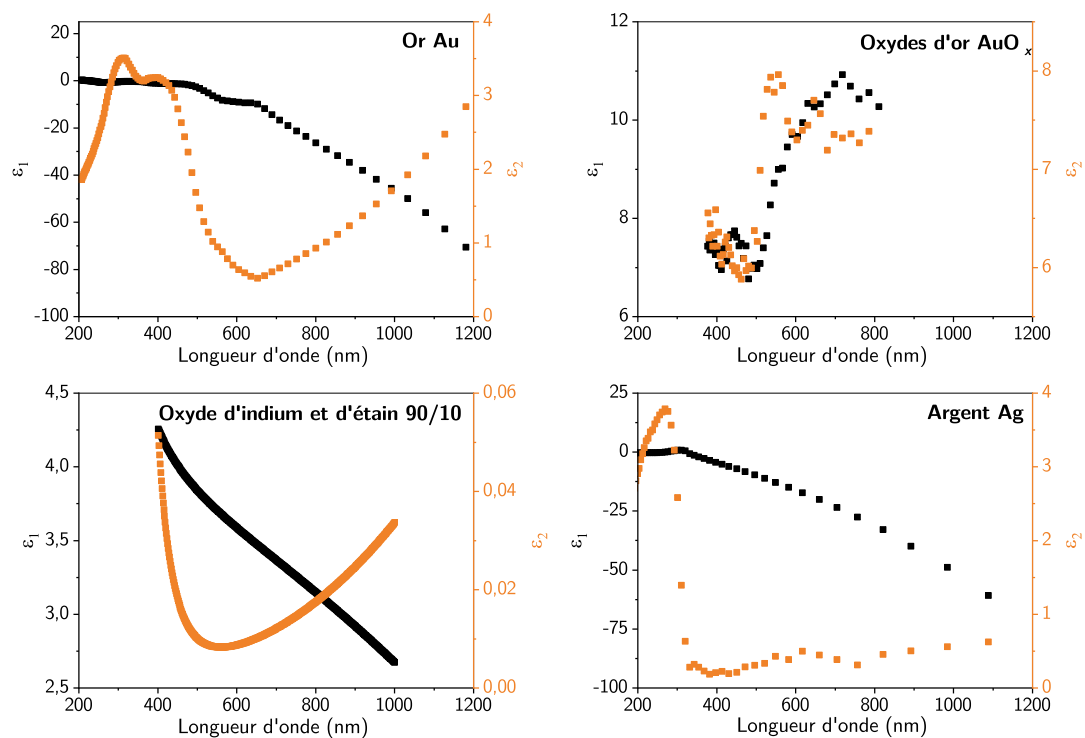 Or Au
20
0
-20
-40
-60
-80
-100
ε1
4
3
2
1
0
ε2
200 400 600 800 1000 1200
Longueur d'onde (nm)
Oxydes d'or AuOx
12
10
8
6
ε1
8
7
6
ε2
200 400 600 800 1000 1200
Longueur d'onde (nm)
Oxyde d'indium et d'étain 90/10
4,5
4,0
3,5
3,0
2,5
ε1
0,06
0,04
0,02
0,00
ε2
200 400 600 800 1000 1200
Longueur d'onde (nm)
Argent Ag
25
0
-25
-50
-75
-100
ε1
4
3
2
1
0
ε2
200 400 600 800 1000 1200
Longueur d'onde (nm)